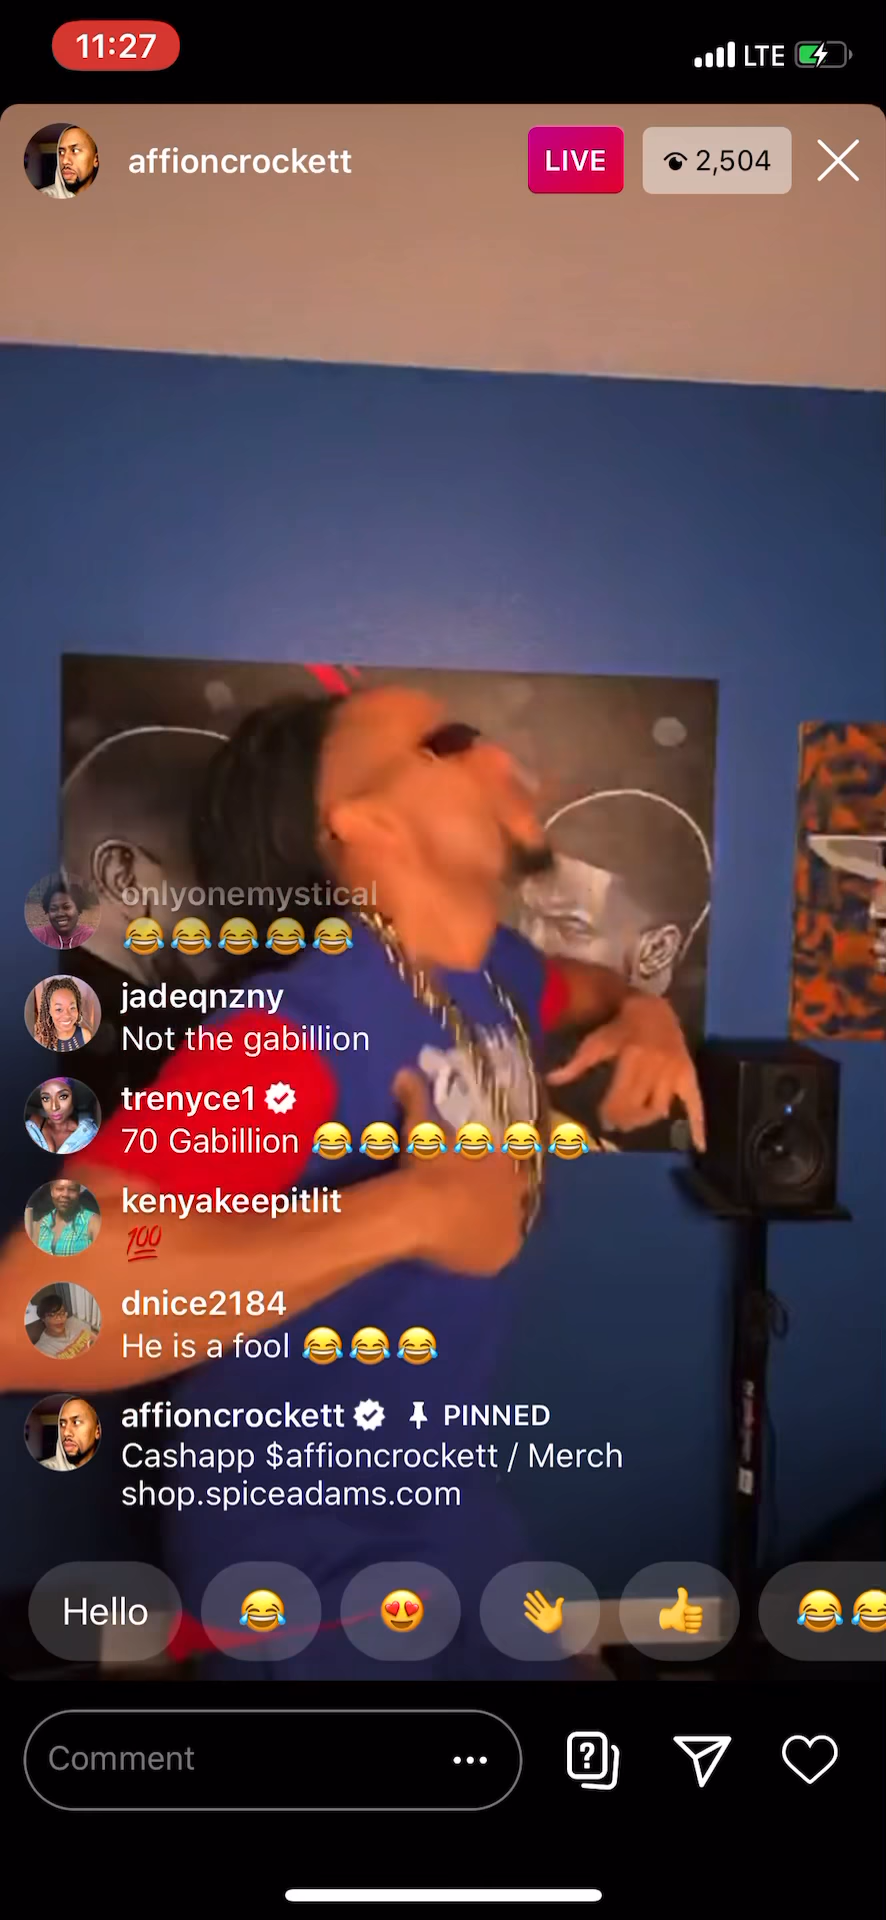 11:27
LTE
affioncrockett
LIVE
2,504
onlyonemystical
😂😂😂😂😂
jadeqnzny
Not the gabillion
trenyce1
70 Gabillion 😂😂😂😂😂😂
kenyakeepitlit
💯
dnice2184
He is a fool 😂😂😂
affioncrockett PINNED
Cashapp $affioncrockett / Merch
shop.spiceadams.com
Hello 😂 😍 👋 👍 😂😂
Comment